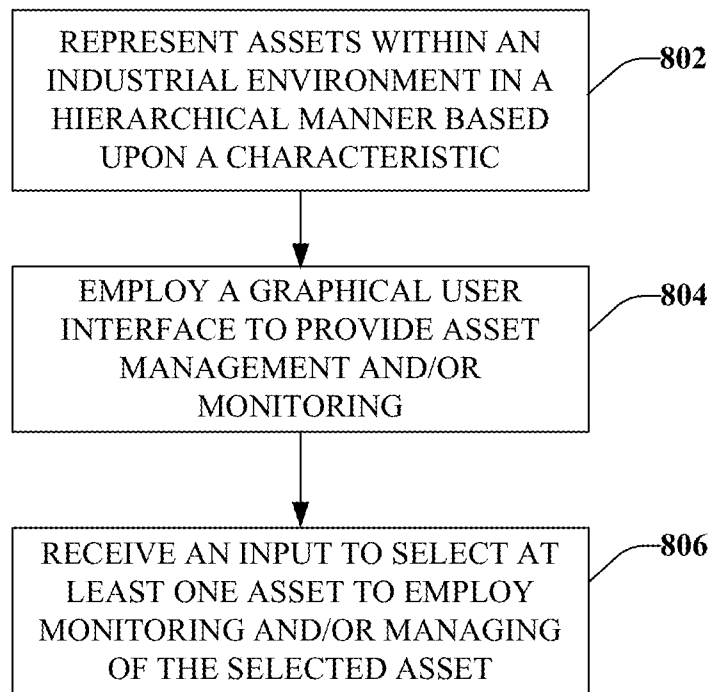 REPRESENT ASSETS WITHIN AN
INDUSTRIAL ENVIRONMENT IN A
HIERARCHICAL MANNER BASED
UPON A CHARACTERISTIC
802
EMPLOY A GRAPHICAL USER
INTERFACE TO PROVIDE ASSET
MANAGEMENT AND/OR
MONITORING
804
RECEIVE AN INPUT TO SELECT AT
LEAST ONE ASSET TO EMPLOY
MONITORING AND/OR MANAGING
OF THE SELECTED ASSET
806